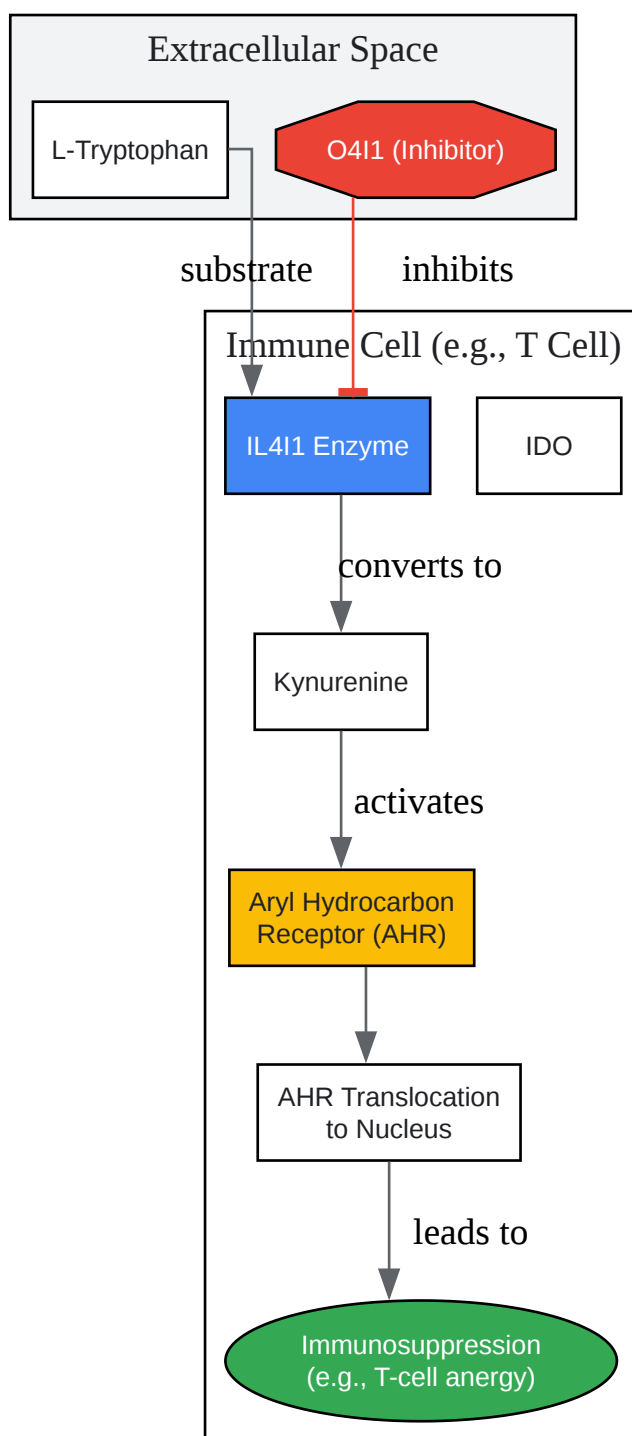 Extracellular Space
L-Tryptophan
O4I1 (Inhibitor)
substrate
inhibits
Immune Cell (e.g., T Cell)
IL4I1 Enzyme
IDO
converts to
Kynurenine
activates
Aryl Hydrocarbon
Receptor (AHR)
AHR Translocation
to Nucleus
leads to
Immunosuppression
(e.g., T-cell anergy)